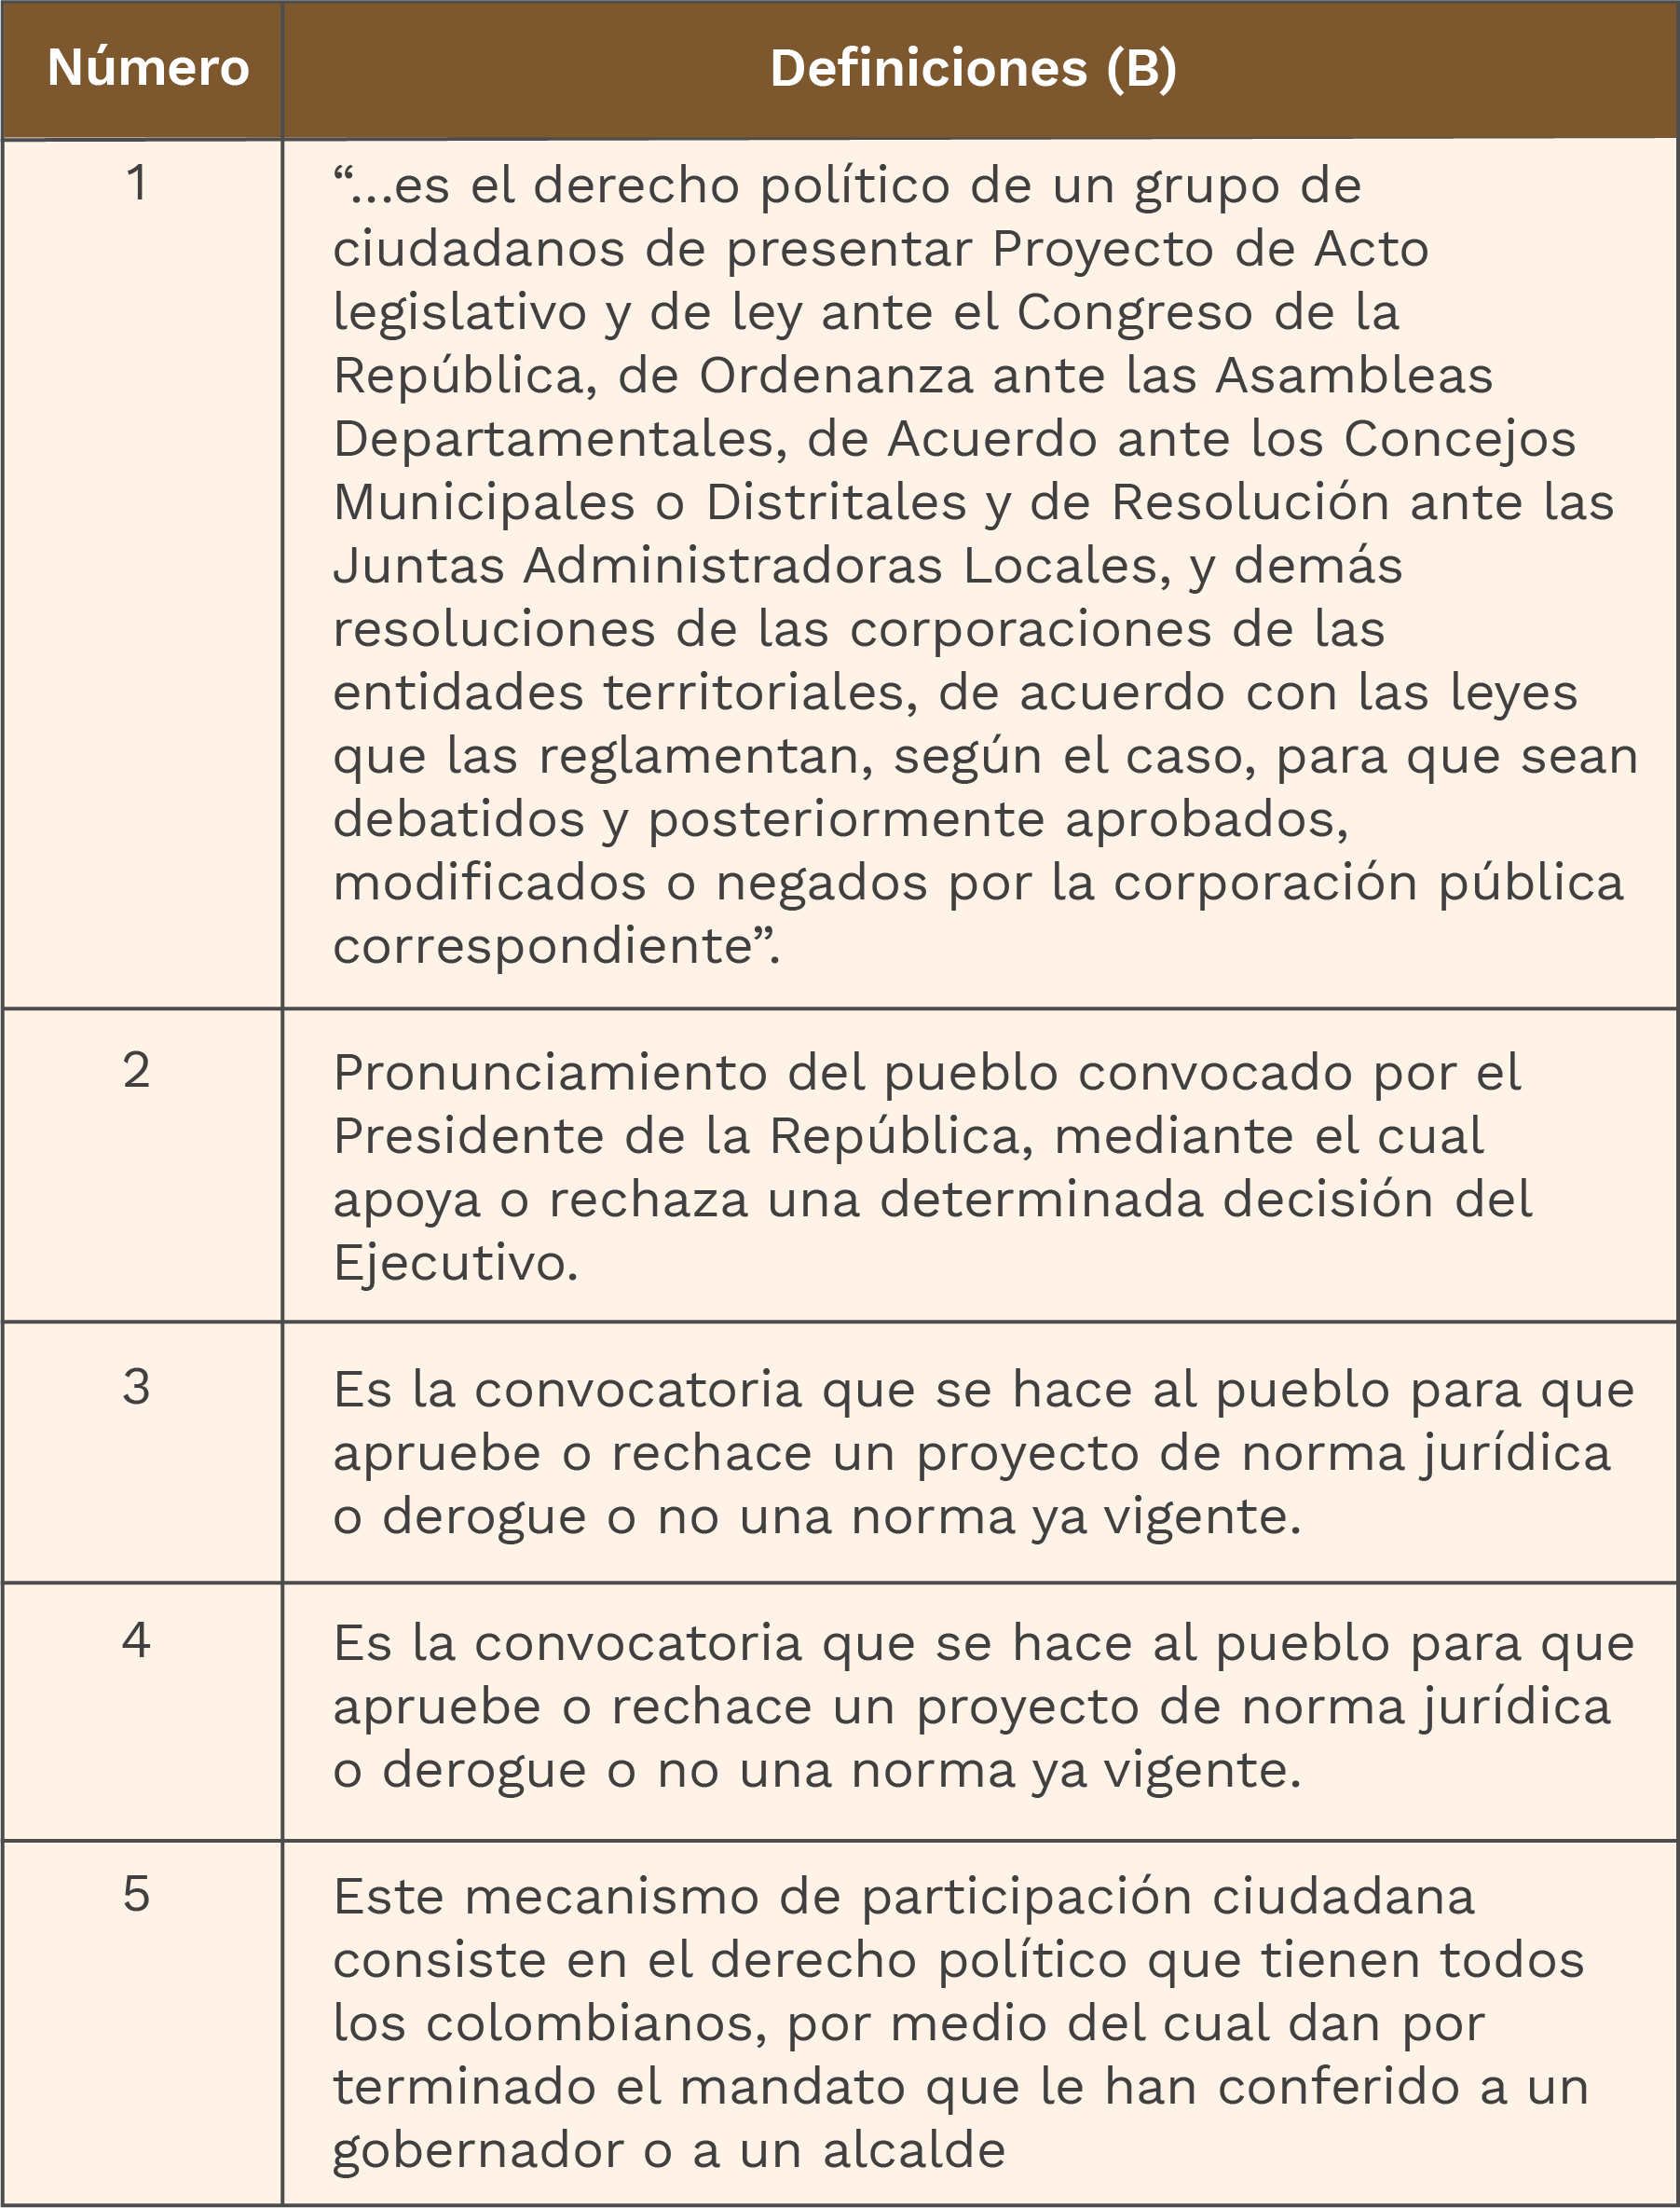 Número
Definiciones (B)
1
“...es el derecho político de un grupo de
ciudadanos de presentar Proyecto de Acto
legislativo y de ley ante el Congreso de la
República, de Ordenanza ante las Asambleas
Departamentales, de Acuerdo ante los Concejos
Municipales o Distritales y de Resolución ante las
Juntas Administradoras Locales, y demás
resoluciones de las corporaciones de las
entidades territoriales, de acuerdo con las leyes
que las reglamentan, según el caso, para que sean
debatidos y posteriormente aprobados,
modificados o negados por la corporación pública
correspondiente”.
2
Pronunciamiento del pueblo convocado por el
Presidente de la República, mediante el cual
apoya o rechaza una determinada decisión del
Ejecutivo.
3
Es la convocatoria que se hace al pueblo para que
apruebe o rechace un proyecto de norma jurídica
o derogue o no una norma ya vigente.
4
Es la convocatoria que se hace al pueblo para que
apruebe o rechace un proyecto de norma jurídica
o derogue o no una norma ya vigente.
5
Este mecanismo de participación ciudadana
consiste en el derecho político que tienen todos
los colombianos, por medio del cual dan por
terminado el mandato que le han conferido a un
gobernador o a un alcalde